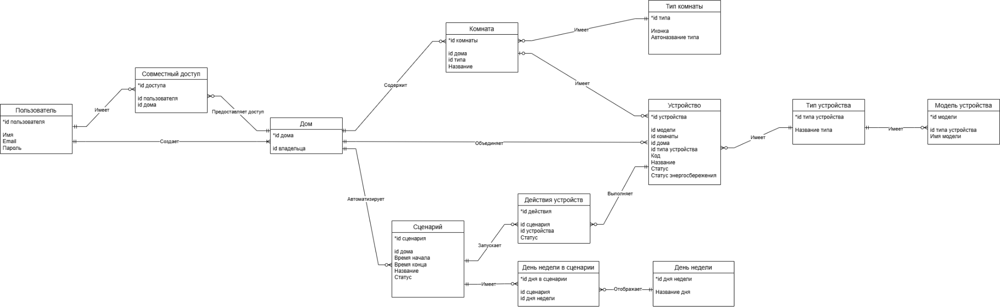 Тип комнаты
*id типа
Иконка
Автоназвание типа
Комната
*id комнаты
id дома
id типа
Название
Имеет
Имеет
Содержит
Совместный доступ
*id доступа
id пользователя
id дома
Имеет
Предоставляет доступ
Пользователь
*id пользователя
Имя
Email
Пароль
Создает
Дом
*id дома
id владельца
Объединяет
Устройство
*id устройства
id модели
id комнаты
id дома
id типа устройства
Код
Название
Статус
Статус энергосбережения
Имеет
Тип устройства
*id типа устройства
Название типа
Имеет
Модель устройства
*id модели
id типа устройства
Имя модели
Автоматизирует
Выполняет
Действия устройств
*id действия
id сценария
id устройства
Статус
Сценарий
*id сценария
id дома
Время начала
Время конца
Название
Статус
Запускает
Имеет
День недели в сценарии
*id дня в сценарии
id сценария
id дня недели
Отображает
День недели
*id дня недели
Название дня